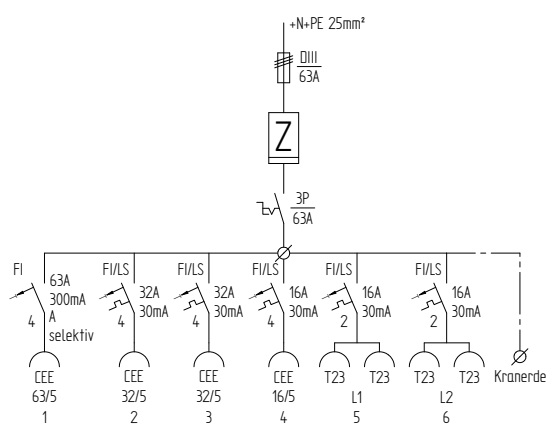 +N+PE 25mm²
DIII
63A
Z
3P
63A
FI
63A
300mA
A
selektiv
4
FI/LS
32A
30mA
4
FI/LS
32A
30mA
4
FI/LS
16A
30mA
4
FI/LS
16A
30mA
2
FI/LS
16A
30mA
2
CEE
63/5
1
CEE
32/5
2
CEE
32/5
3
CEE
16/5
4
T23 T23
L1
5
T23 T23
L2
6
Kranerde